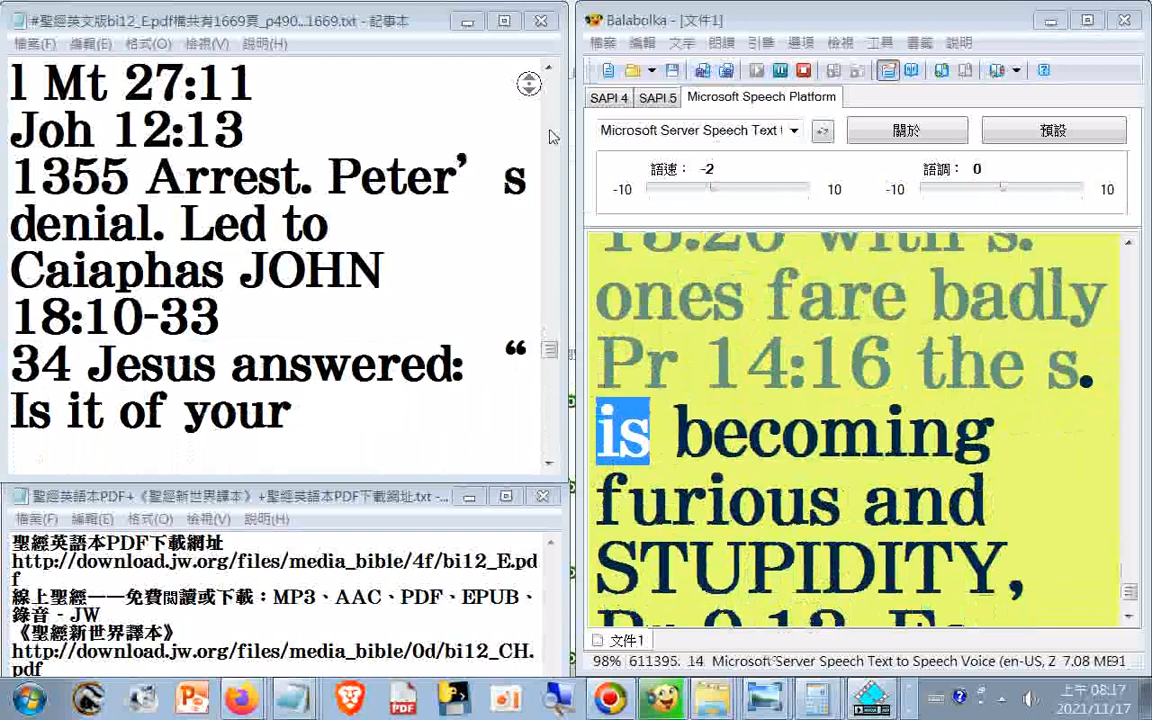 #聖經英文版bi12_E.pdf檔共有1669頁_p490...1669.txt - 記事本
檔案(F) 編輯(E) 格式(O) 檢視(V) 說明(H)
l Mt 27:11
Joh 12:13
1355 Arrest. Peter’ s
denial. Led to
Caiaphas JOHN
18:10-33
34 Jesus answered: “
Is it of your
聖經英語本PDF+《聖經新世界譯本》+聖經英語本PDF下載網址.txt -...
檔案(F) 編輯(E) 格式(O) 檢視(V) 說明(H)
聖經英語本PDF下載網址
http://download.jw.org/files/media_bible/4f/bi12_E.pd
f
線上聖經——免費閱讀或下載：MP3、AAC、PDF、EPUB、
錄音 - JW
《聖經新世界譯本》
http://download.jw.org/files/media_bible/0d/bi12_CH.
pdf
Balabolka - [文件1]
檔案 編輯 文字 朗讀 引擎 選項 檢視 工具 書籤 說明
SAPI 4 SAPI 5 Microsoft Speech Platform
Microsoft Server Speech Text 關於 預設
語速： -2 語調： 0
-10 10 -10 10
with s.
ones fare badly
Pr 14:16 the s.
is becoming
furious and
STUPIDITY,
文件1
98% 611395. 14 Microsoft Server Speech Text to Speech Voice (en-US, Z 7.08 ME91
上午 08:17
2021/11/17